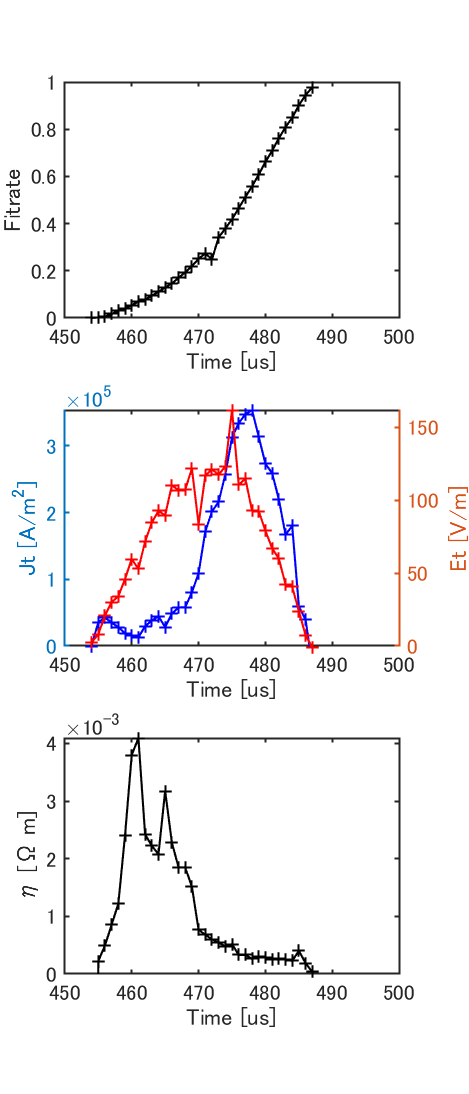 1
0.8
0.6
0.4
0.2
0
Fitrate
450 460 470 480 490 500
Time [us]
×10^5
3
2
1
0
Jt [A/m^2]
150
100
50
0
Et [V/m]
450 460 470 480 490 500
Time [us]
×10^-3
4
3
2
1
0
η [Ω m]
450 460 470 480 490 500
Time [us]